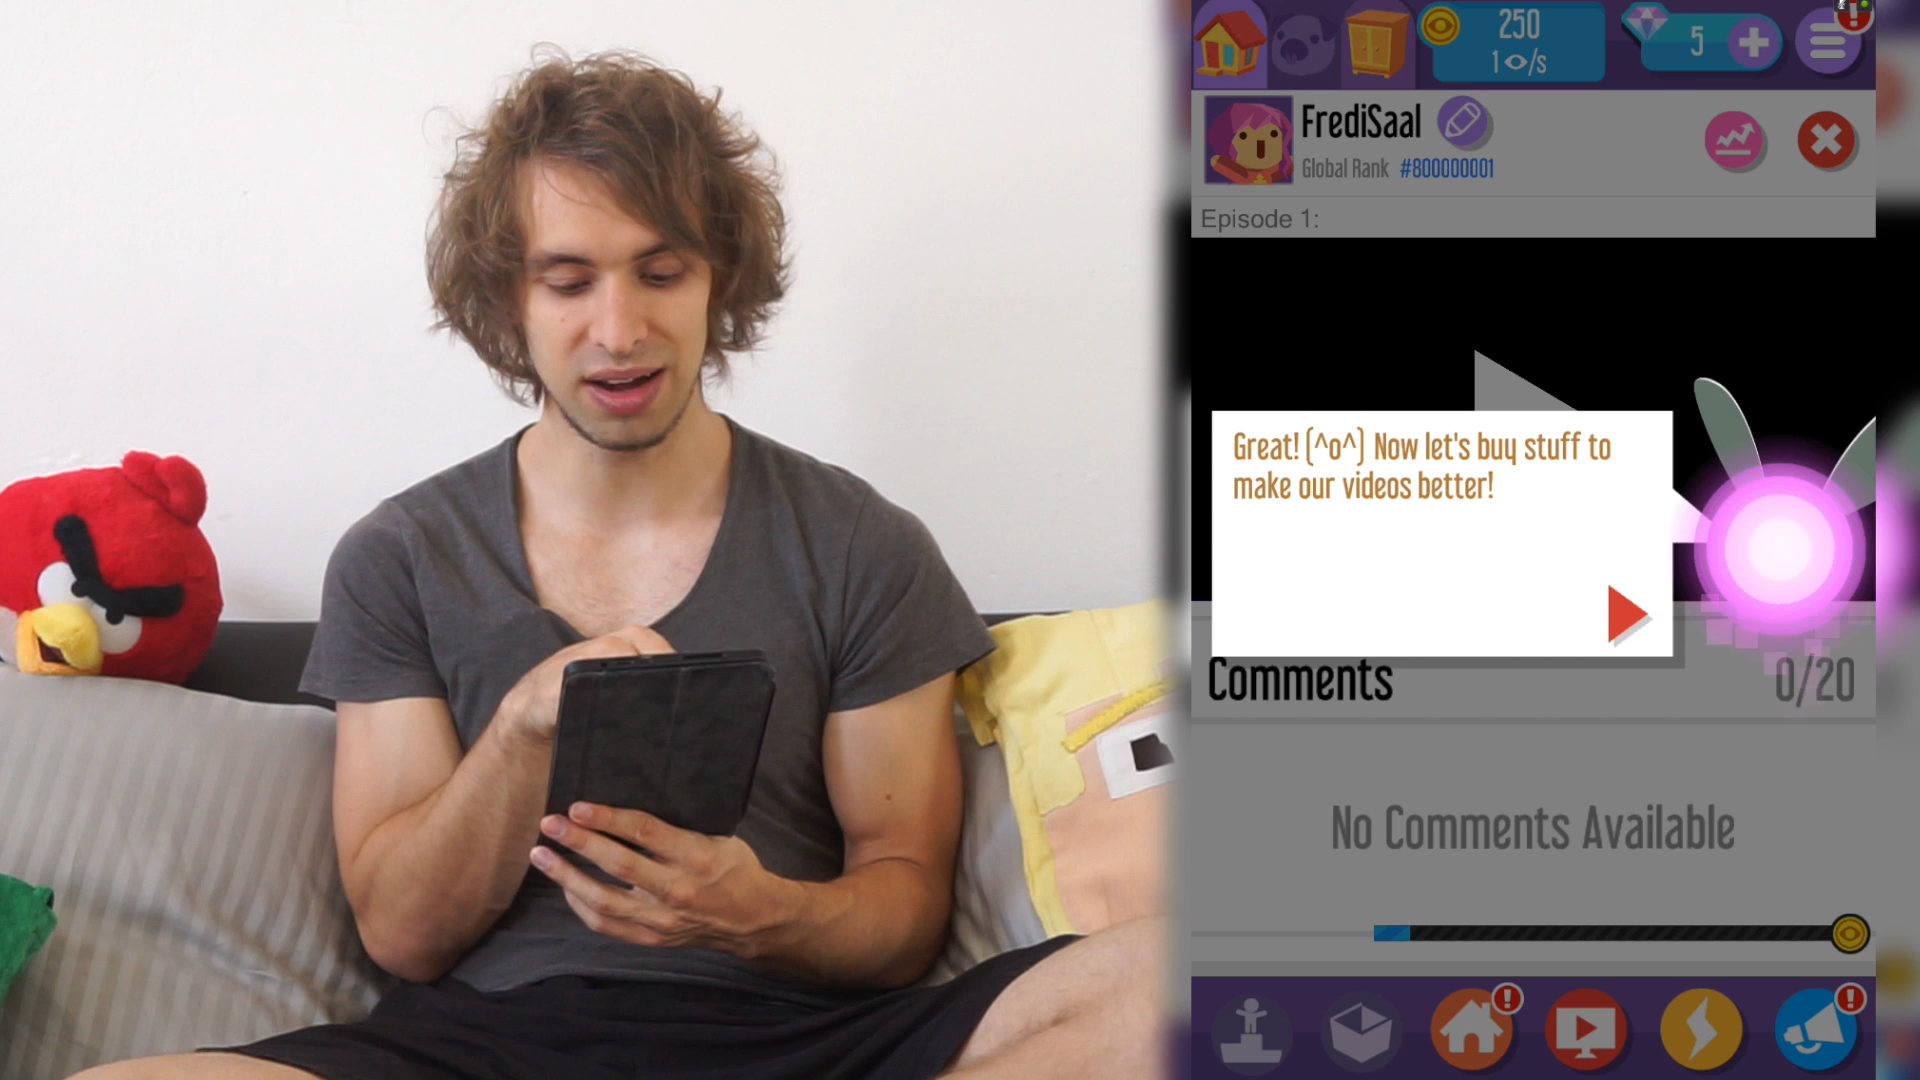 250
1/s
5
FrediSaal
Global Rank #800000001
Episode 1:
Great! (^o^) Now let's buy stuff to
make our videos better!
Comments
0/20
No Comments Available